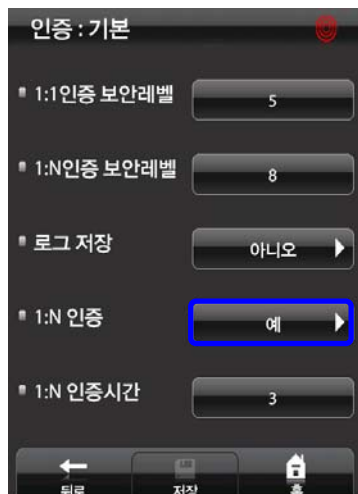 인증 : 기본
1:1인증 보안레벨
5
1:N인증 보안레벨
8
로그 저장
아니오
1:N 인증
예
1:N 인증시간
3
뒤로
저장
홈